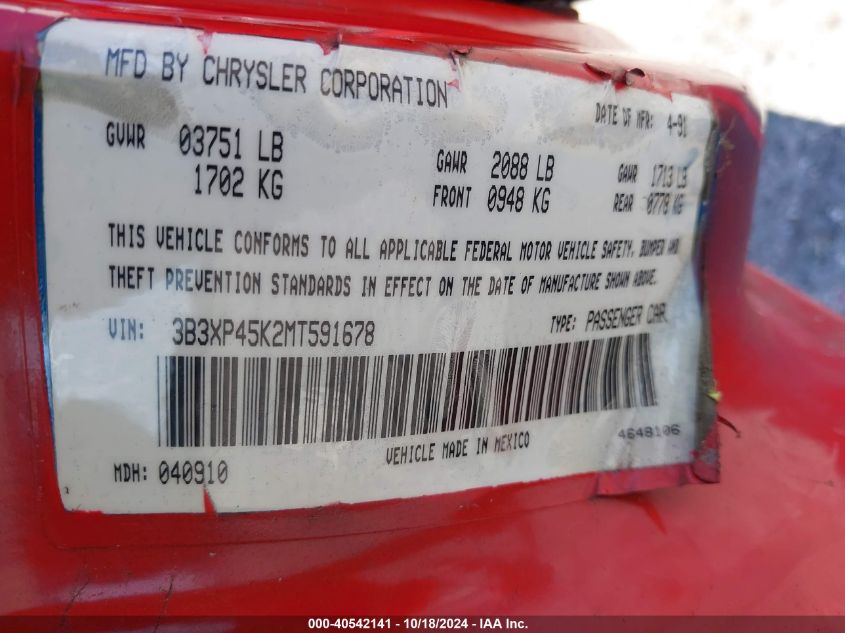 MFD BY CHRYSLER CORPORATION
DATE OF MFR: 4-91
GVWR 03751 LB
1702 KG
GAWR 2088 LB
FRONT 0948 KG
GAWR 1713 LB
REAR 0778 KG
THIS VEHICLE CONFORMS TO ALL APPLICABLE FEDERAL MOTOR VEHICLE SAFETY, BUMPER AND
THEFT PREVENTION STANDARDS IN EFFECT ON THE DATE OF MANUFACTURE SHOWN ABOVE.
VIN: 3B3XP45K2MT591678
TYPE: PASSENGER CAR
MDH: 040910
VEHICLE MADE IN MEXICO
4648106
000-40542141 - 10/18/2024 - IAA Inc.